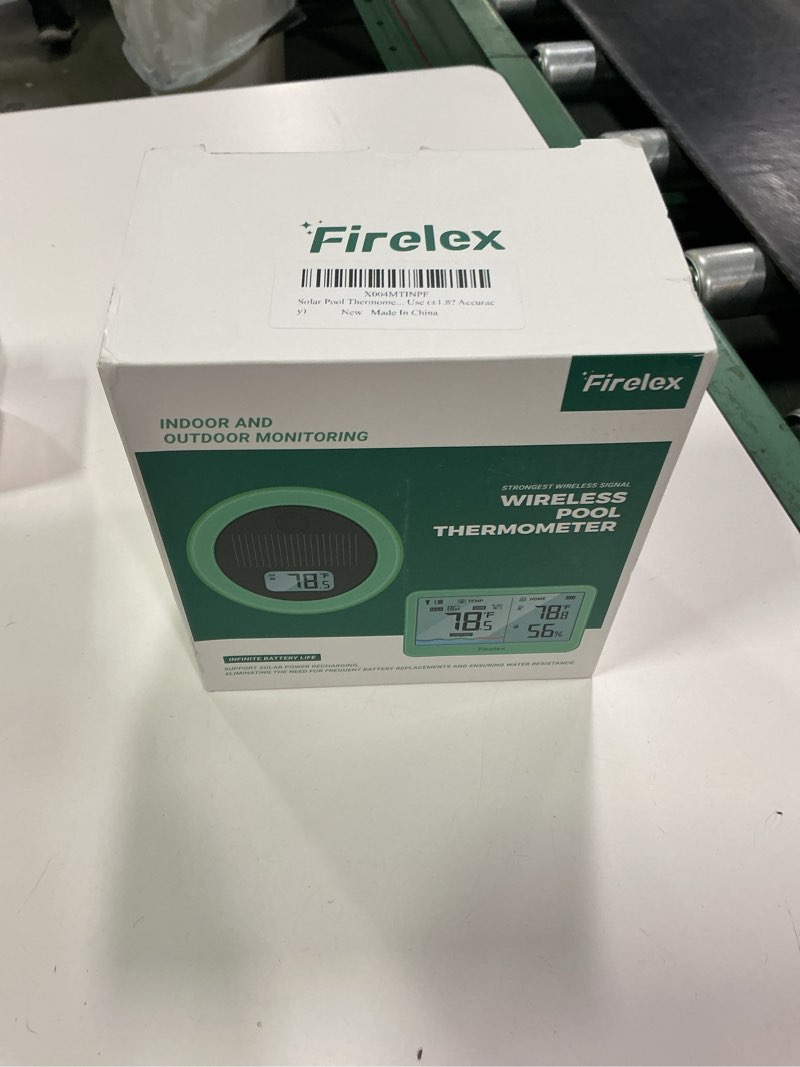 Firelex
X004MTINPF
Solar Pool Thermome... Use (±1.8? Accurac
y) New Made In China
Firelex
INDOOR AND
OUTDOOR MONITORING
STRONGEST WIRELESS SIGNAL
WIRELESS
POOL
THERMOMETER
78.5 °F
TEMP
HOME
78.5 °F
78.8 °F
56%
Firelex
INFINITE BATTERY LIFE
SUPPORT SOLAR POWER RECHARGING,
ELIMINATING THE NEED FOR FREQUENT BATTERY REPLACEMENTS AND ENSURING WATER RESISTANCE.